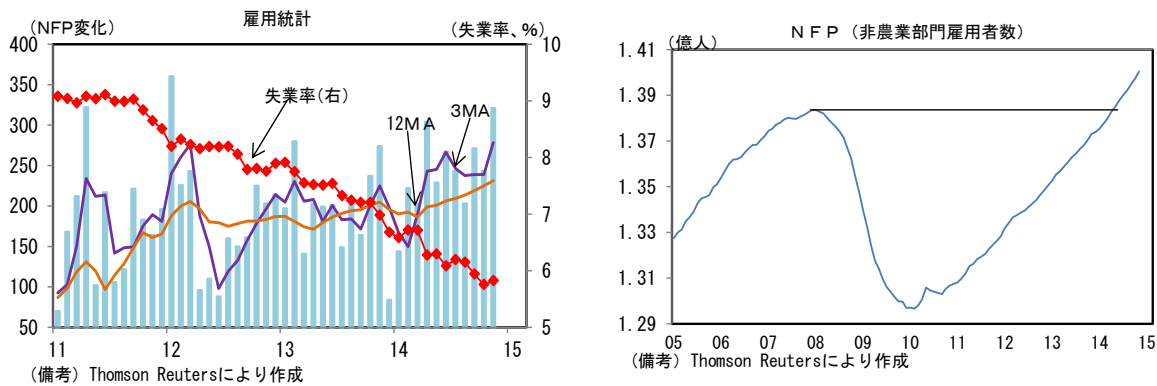 雇用統計
(NFP変化)
(失業率、%)
400
350
300
250
200
150
100
50
10
9
8
7
6
5
失業率(右)
12MA
3MA
11 12 13 14 15
(備考) Thomson Reutersにより作成
NFP (非農業部門雇用者数)
(億人)
1.41
1.39
1.37
1.35
1.33
1.31
1.29
05 06 07 08 09 10 11 12 13 14 15
(備考) Thomson Reutersにより作成